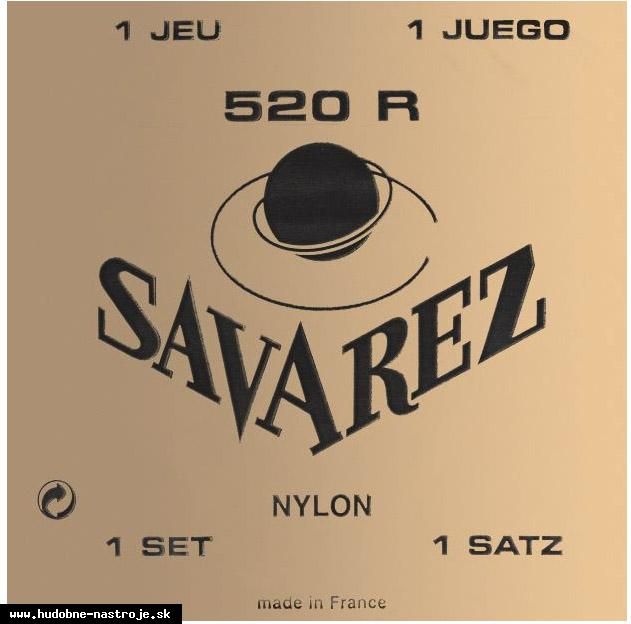 1 JEU 1 JUEGO
520 R
SAVAREZ
NYLON
1 SET 1 SATZ
made in France
www.hudobne-nastroje.sk